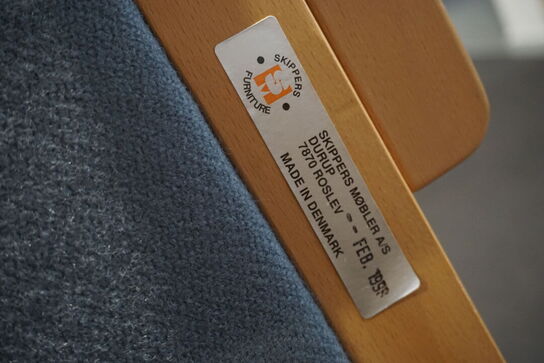 SKIPPERS
FURNITURE
SKIPPERS MØBLER A/S
DURUP
7870 ROSLEV
MADE IN DENMARK
-- FEB.